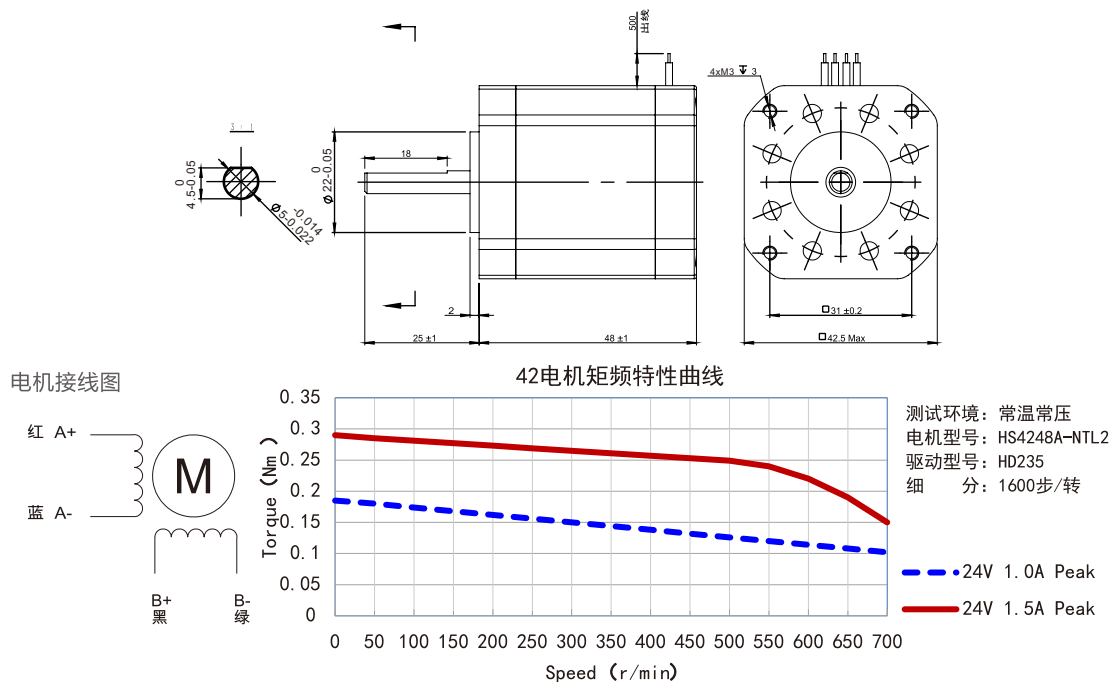 500
出线
4xM3 ↧ 3
18
0
4.5-0.05
Ø5 -0.014
-0.022
0
Ø22-0.05
2
25 ±1
48 ±1
□31 ±0.2
□42.5 Max
电机接线图
红 A+
蓝 A-
M
B+
黑
B-
绿
42电机矩频特性曲线
Torque (Nm)
0.35
0.3
0.25
0.2
0.15
0.1
0.05
0
0 50 100 150 200 250 300 350 400 450 500 550 600 650 700
Speed (r/min)
测试环境: 常温常压
电机型号: HS4248A-NTL2
驱动型号: HD235
细 分: 1600步/转
24V 1.0A Peak
24V 1.5A Peak